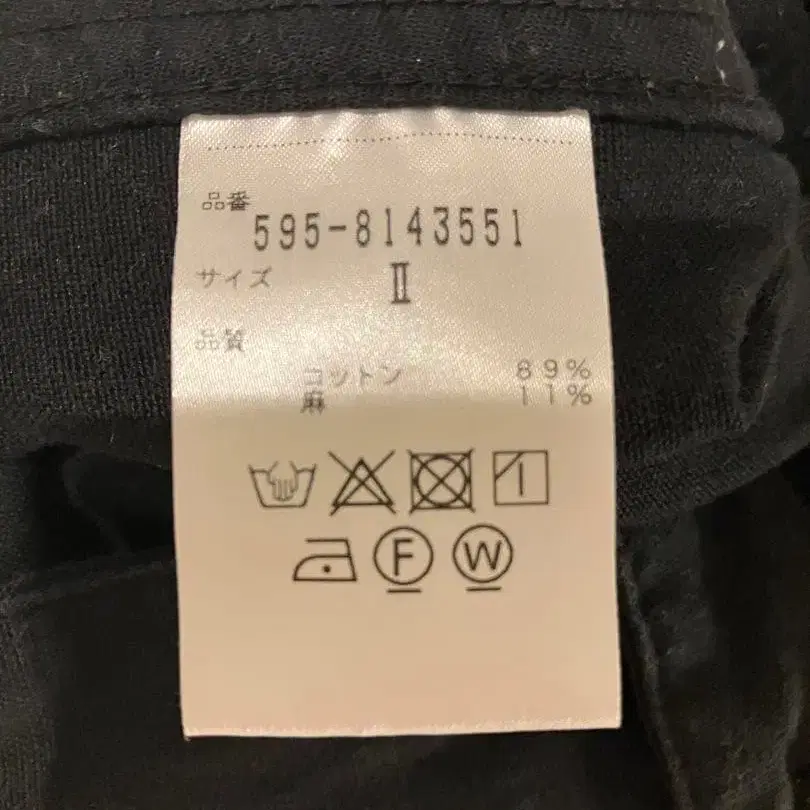 品番
595-8143551
サイズ Ⅱ
品質
コットン 89%
麻 11%
F W